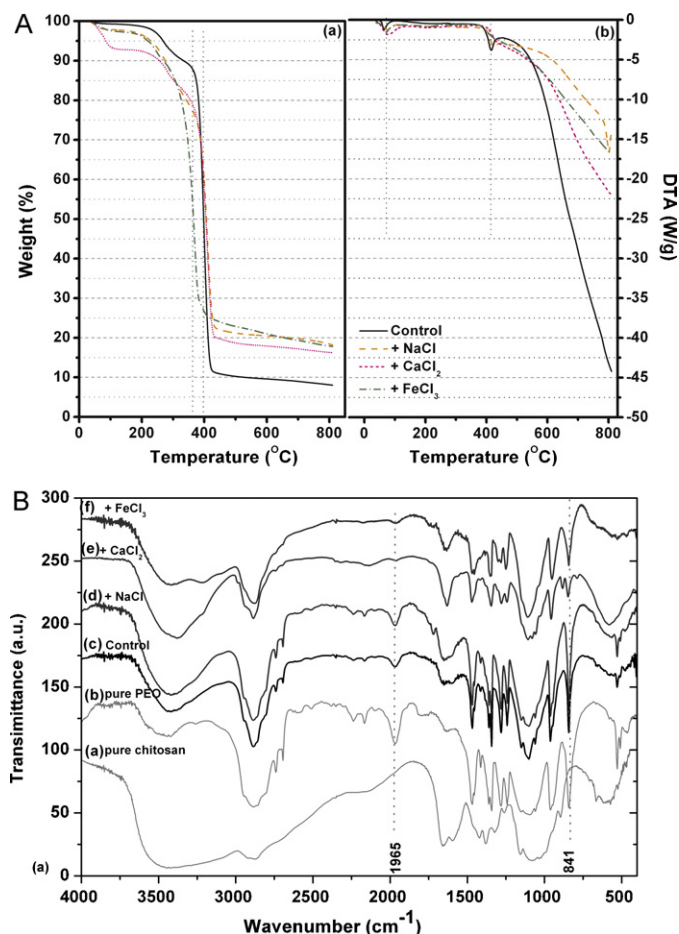 A
(a)
(b)
Weight (%)
100
90
80
70
60
50
40
30
20
10
0
0
200
400
600
800
Temperature (°C)
0
200
400
600
800
Temperature (°C)
0
-5
-10
-15
-20
-25
-30
-35
-40
-45
-50
DTA (W/g)
Control
+ NaCl
+ CaCl₂
+ FeCl₃
B
Transimittance (a.u.)
300
250
200
150
100
50
0
(f) + FeCl₃
(e) + CaCl₂
(d) + NaCl
(c) Control
(b) pure PEO
(a) pure chitosan
(a)
1965
841
4000
3500
3000
2500
2000
1500
1000
500
Wavenumber (cm⁻¹)